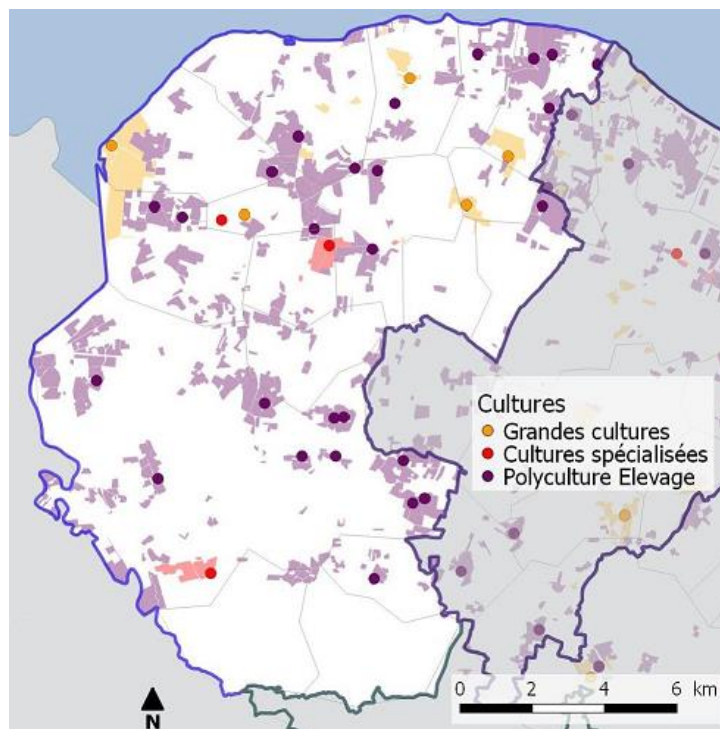 Cultures
Grandes cultures
Cultures spécialisées
Polyculture Elevage
0 2 4 6 km
N